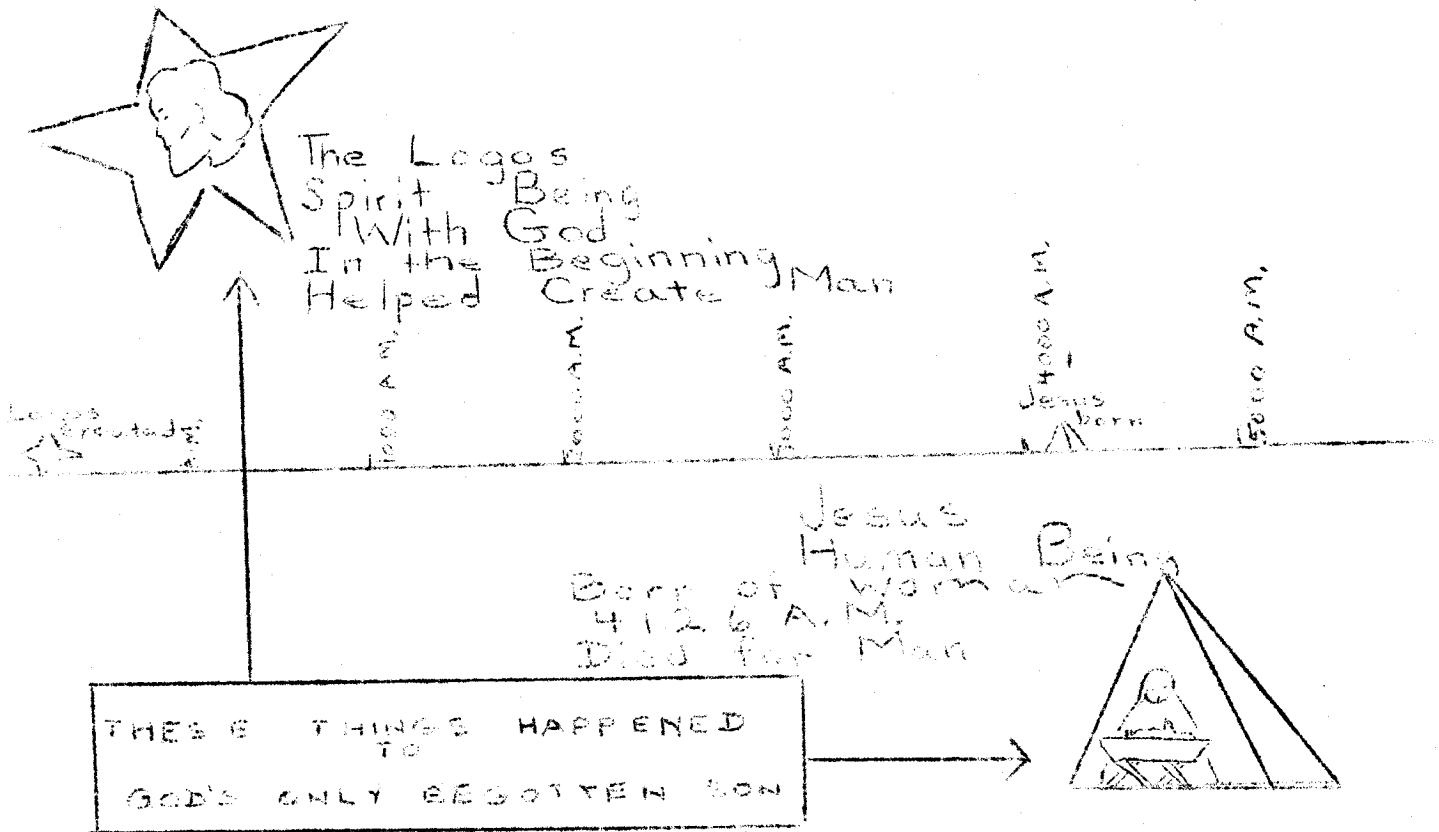 The Logos
Spirit Being
With God
In the Beginning
Helped Create Man
Logos
Created
1000 A.M.
2000 A.M.
3000 A.M.
4000 A.M.
Jesus
born
5000 A.M.
Jesus
Human Being
Born of woman
4126 A.M.
Died for Man
THESE THINGS HAPPENED
TO
GOD'S ONLY BEGOTTEN SON